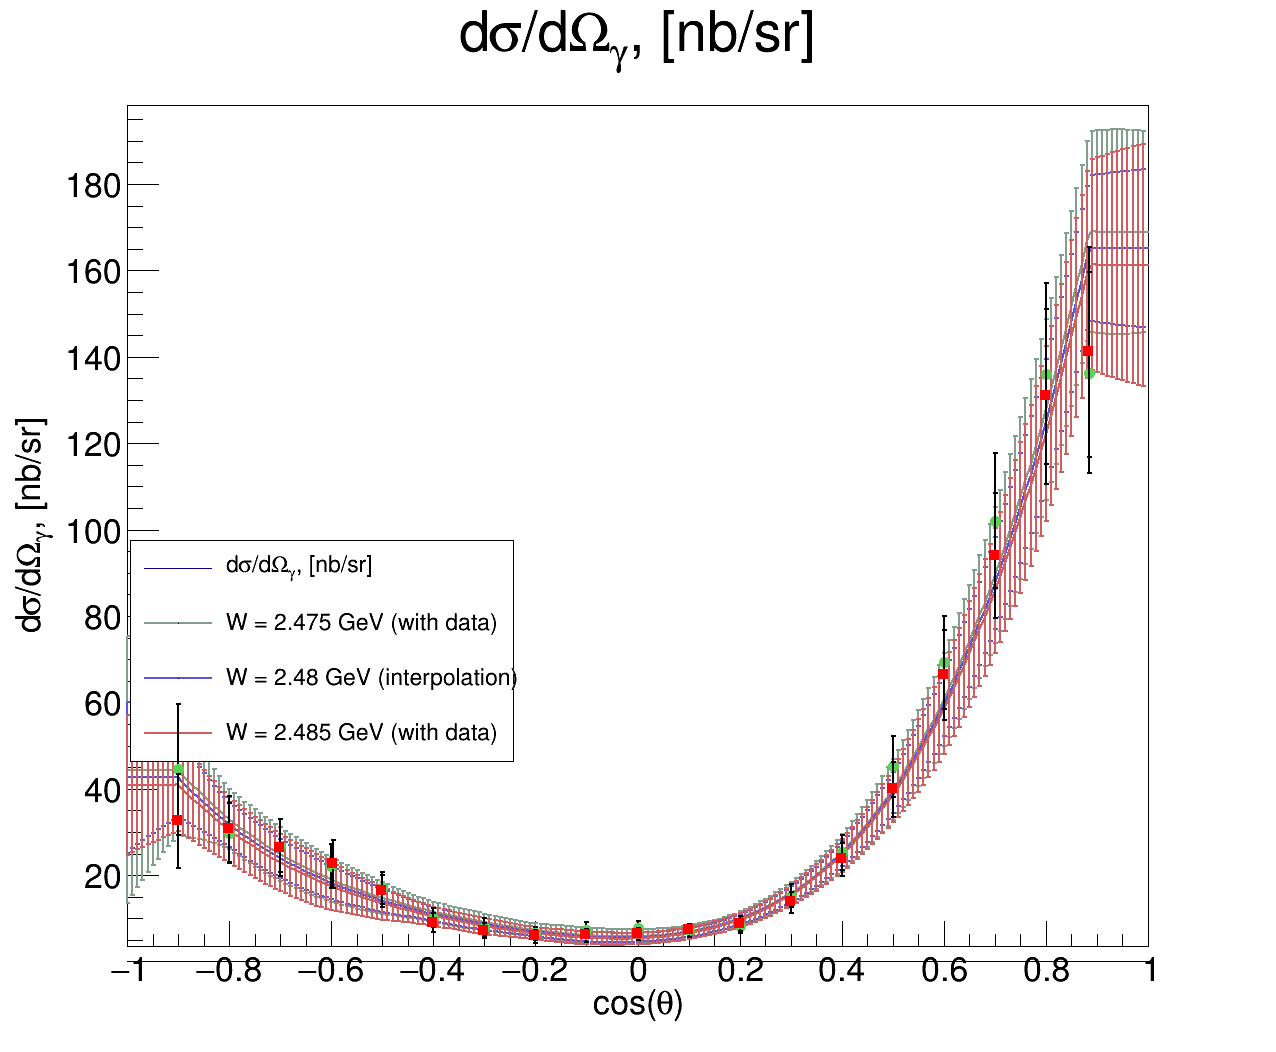 dσ/dΩγ, [nb/sr]
dσ/dΩγ, [nb/sr]
180
160
140
120
100
80
60
40
20
dσ/dΩγ, [nb/sr]
W = 2.475 GeV (with data)
W = 2.48 GeV (interpolation)
W = 2.485 GeV (with data)
−1 −0.8 −0.6 −0.4 −0.2 0 0.2 0.4 0.6 0.8 1
cos(θ)